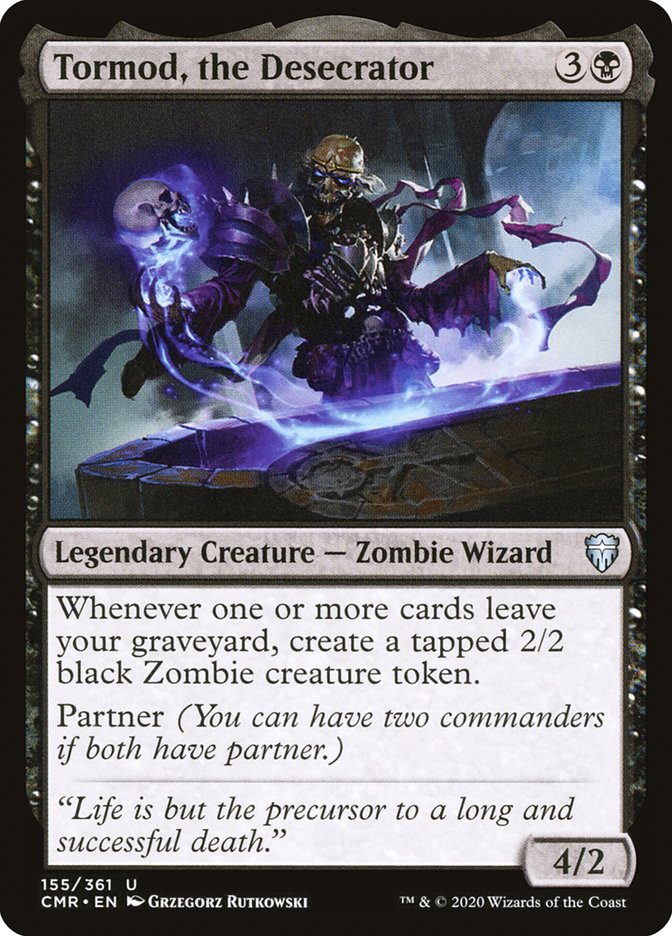 Tormod, the Desecrator 3
Legendary Creature — Zombie Wizard
Whenever one or more cards leave
your graveyard, create a tapped 2/2
black Zombie creature token.
Partner (You can have two commanders
if both have partner.)
“Life is but the precursor to a long and
successful death.”
4/2
155/361 U
CMR • EN Grzegorz Rutkowski
™ & © 2020 Wizards of the Coast